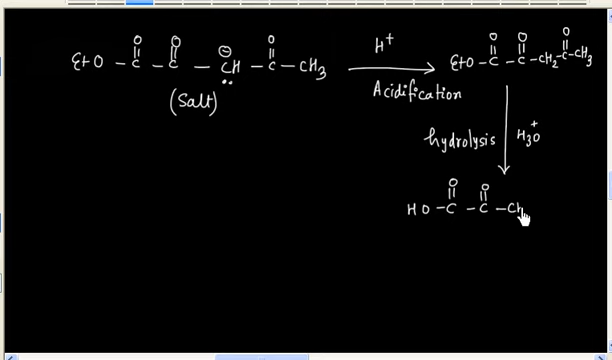 EtO - C - C - CH - C - CH3
O O ⊖ O
(Salt)
H+
Acidification
O O O
EtO - C - C - CH2 - C - CH3
hydrolysis H3O+
O O
HO - C - C - CH